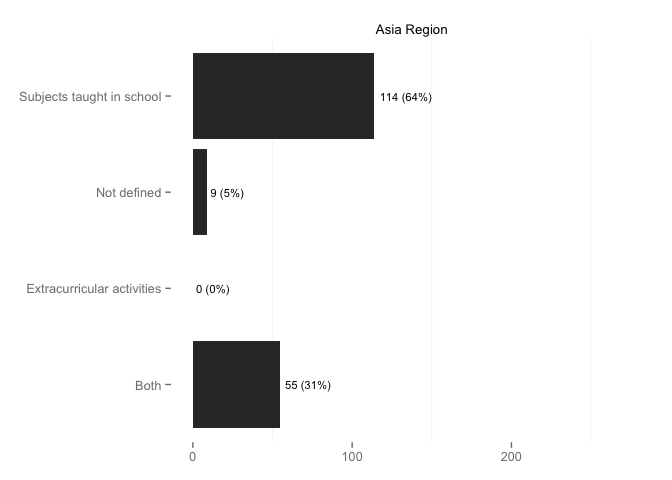 Asia Region
Subjects taught in school
114 (64%)
Not defined
9 (5%)
Extracurricular activities
0 (0%)
Both
55 (31%)
0
100
200